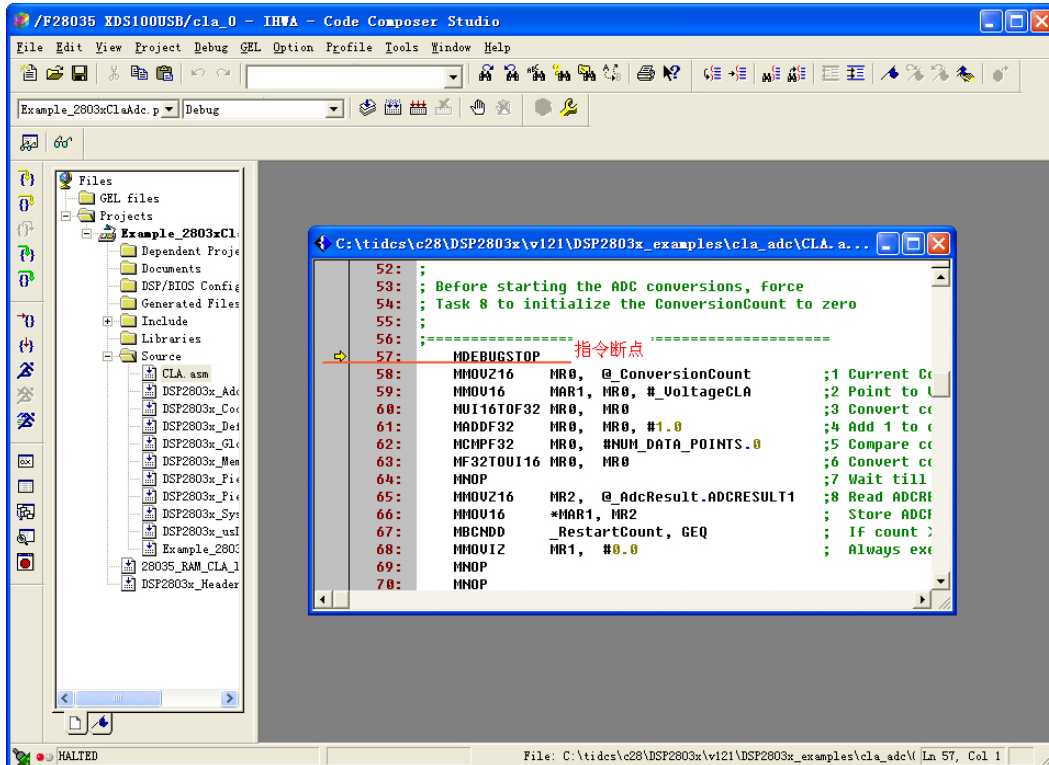 /F28035 XDS100USB/cla_0 - IHWA - Code Composer Studio
File Edit View Project Debug GEL Option Profile Tools Window Help
Example_2803xClaAdc.p Debug
Files
GEL files
Projects
Example_2803xCl
Dependent Proje
Documents
DSP/BIOS Config
Generated Files
Include
Libraries
Source
CLA.asm
DSP2803x_Ad
DSP2803x_Co
DSP2803x_Def
DSP2803x_Gl
DSP2803x_Mem
DSP2803x_Pie
DSP2803x_Pie
DSP2803x_Sys
DSP2803x_usI
Example_2803
28035_RAM_CLA_l
DSP2803x_Header
C:\tidcs\c28\DSP2803x\v121\DSP2803x_examples\cla_adc\CLA.a...
52: ;
53: ; Before starting the ADC conversions, force
54: ; Task 8 to initialize the ConversionCount to zero
55: ;
56: ;==================================================
指令断点
57: MDEBUGSTOP
58: MMOVZ16 MR0, @_ConversionCount ;1 Current Co
59: MMOV16 MAR1, MR0, #_VoltageCLA ;2 Point to V
60: MUI16TOF32 MR0, MR0 ;3 Convert co
61: MADDF32 MR0, MR0, #1.0 ;4 Add 1 to c
62: MCMPF32 MR0, #NUM_DATA_POINTS.0 ;5 Compare co
63: MF32TOUI16 MR0, MR0 ;6 Convert co
64: MNOP ;7 Wait till
65: MMOVZ16 MR2, @_AdcResult.ADCRESULT1 ;8 Read ADCRE
66: MMOV16 *MAR1, MR2 ; Store ADCR
67: MBCNDD _RestartCount, GEQ ; If count >
68: MMOVIZ MR1, #0.0 ; Always exe
69: MNOP
70: MNOP
HALTED File: C:\tidcs\c28\DSP2803x\v121\DSP2803x_examples\cla_adc\( Ln 57, Col 1